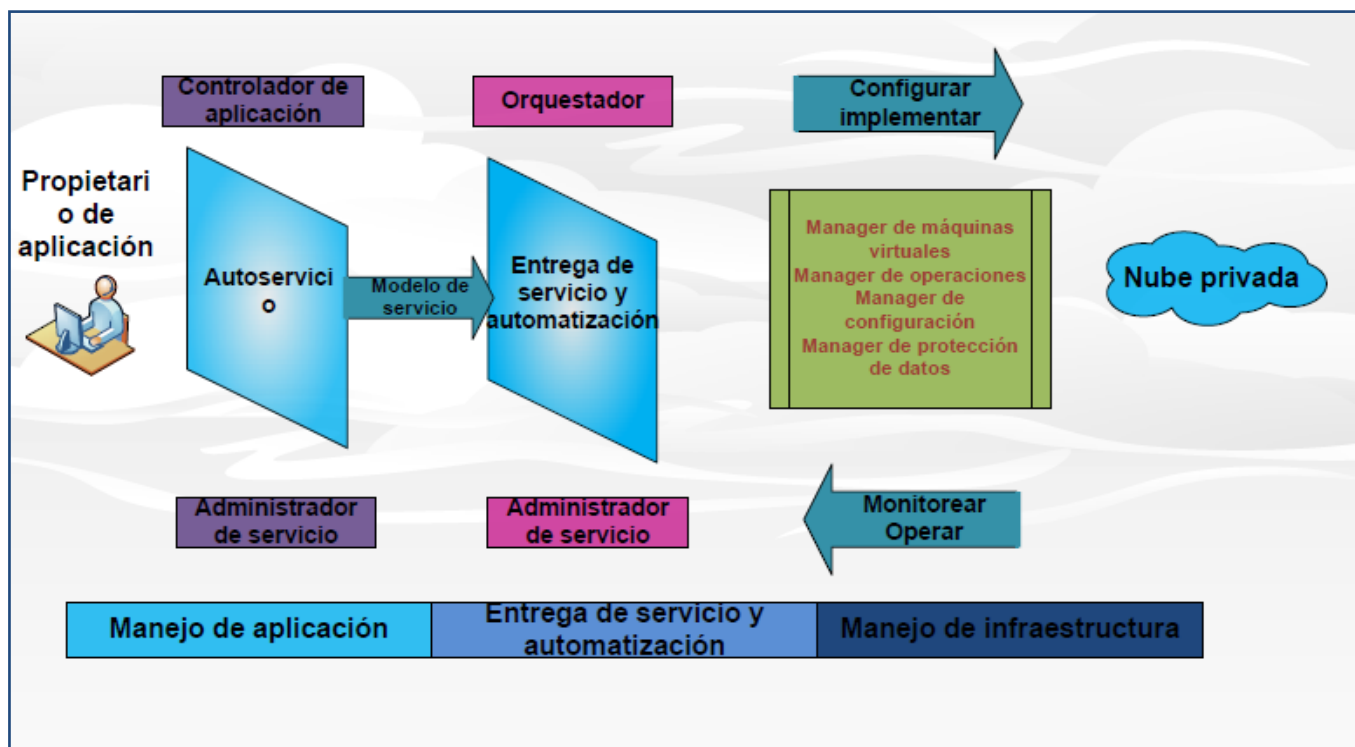 Controlador de
aplicación
Orquestador
Configurar
implementar
Propietari
o de
aplicación
Autoservici
o
Modelo de
servicio
Entrega de
servicio y
automatización
Manager de máquinas
virtuales
Manager de operaciones
Manager de
configuración
Manager de protección
de datos
Nube privada
Administrador
de servicio
Administrador
de servicio
Monitorear
Operar
Manejo de aplicación
Entrega de servicio y
automatización
Manejo de infraestructura